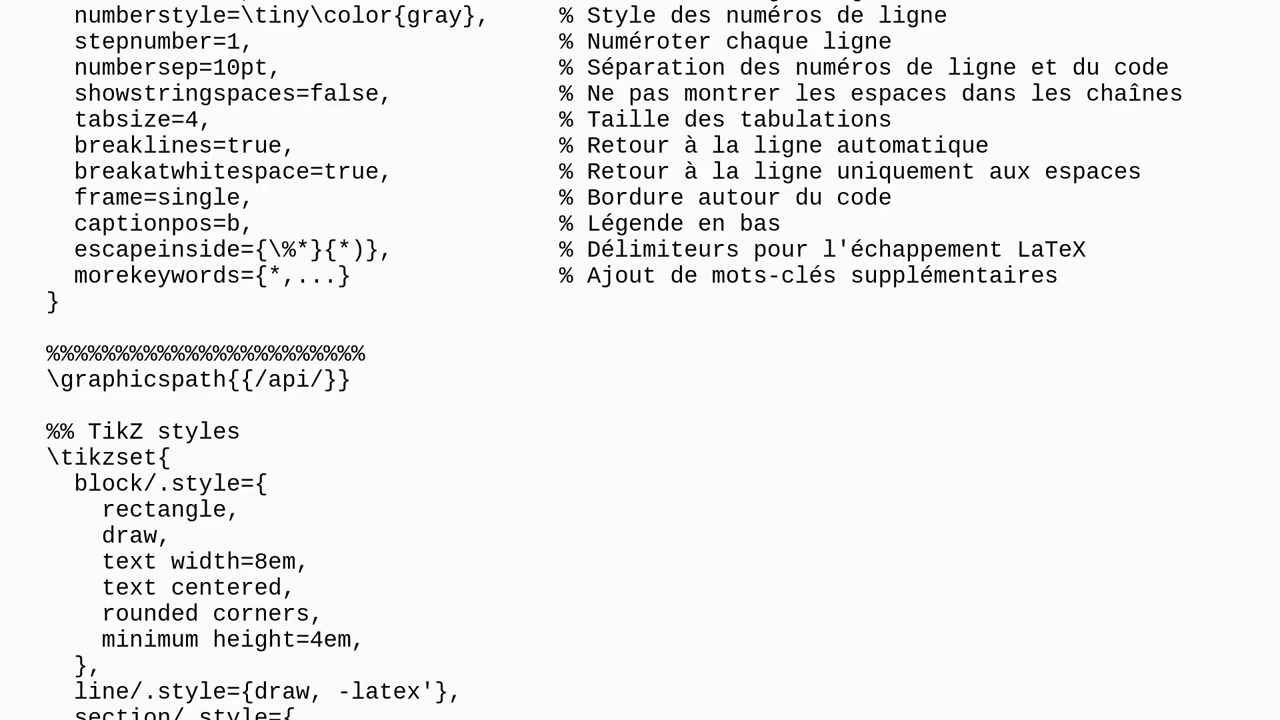 numberstyle=\tiny\color{gray}, % Style des numéros de ligne
stepnumber=1, % Numéroter chaque ligne
numbersep=10pt, % Séparation des numéros de ligne et du code
showstringspaces=false, % Ne pas montrer les espaces dans les chaînes
tabsize=4, % Taille des tabulations
breaklines=true, % Retour à la ligne automatique
breakatwhitespace=true, % Retour à la ligne uniquement aux espaces
frame=single, % Bordure autour du code
captionpos=b, % Légende en bas
escapeinside={\%*}{*)}, % Délimiteurs pour l'échappement LaTeX
morekeywords={*,...} % Ajout de mots-clés supplémentaires
}
%%%%%%%%%%%%%%%%%%%%%%%
\graphicspath{{/api/}}
%% TikZ styles
\tikzset{
block/.style={
rectangle,
draw,
text width=8em,
text centered,
rounded corners,
minimum height=4em,
},
line/.style={draw, -latex'},
section/.style={